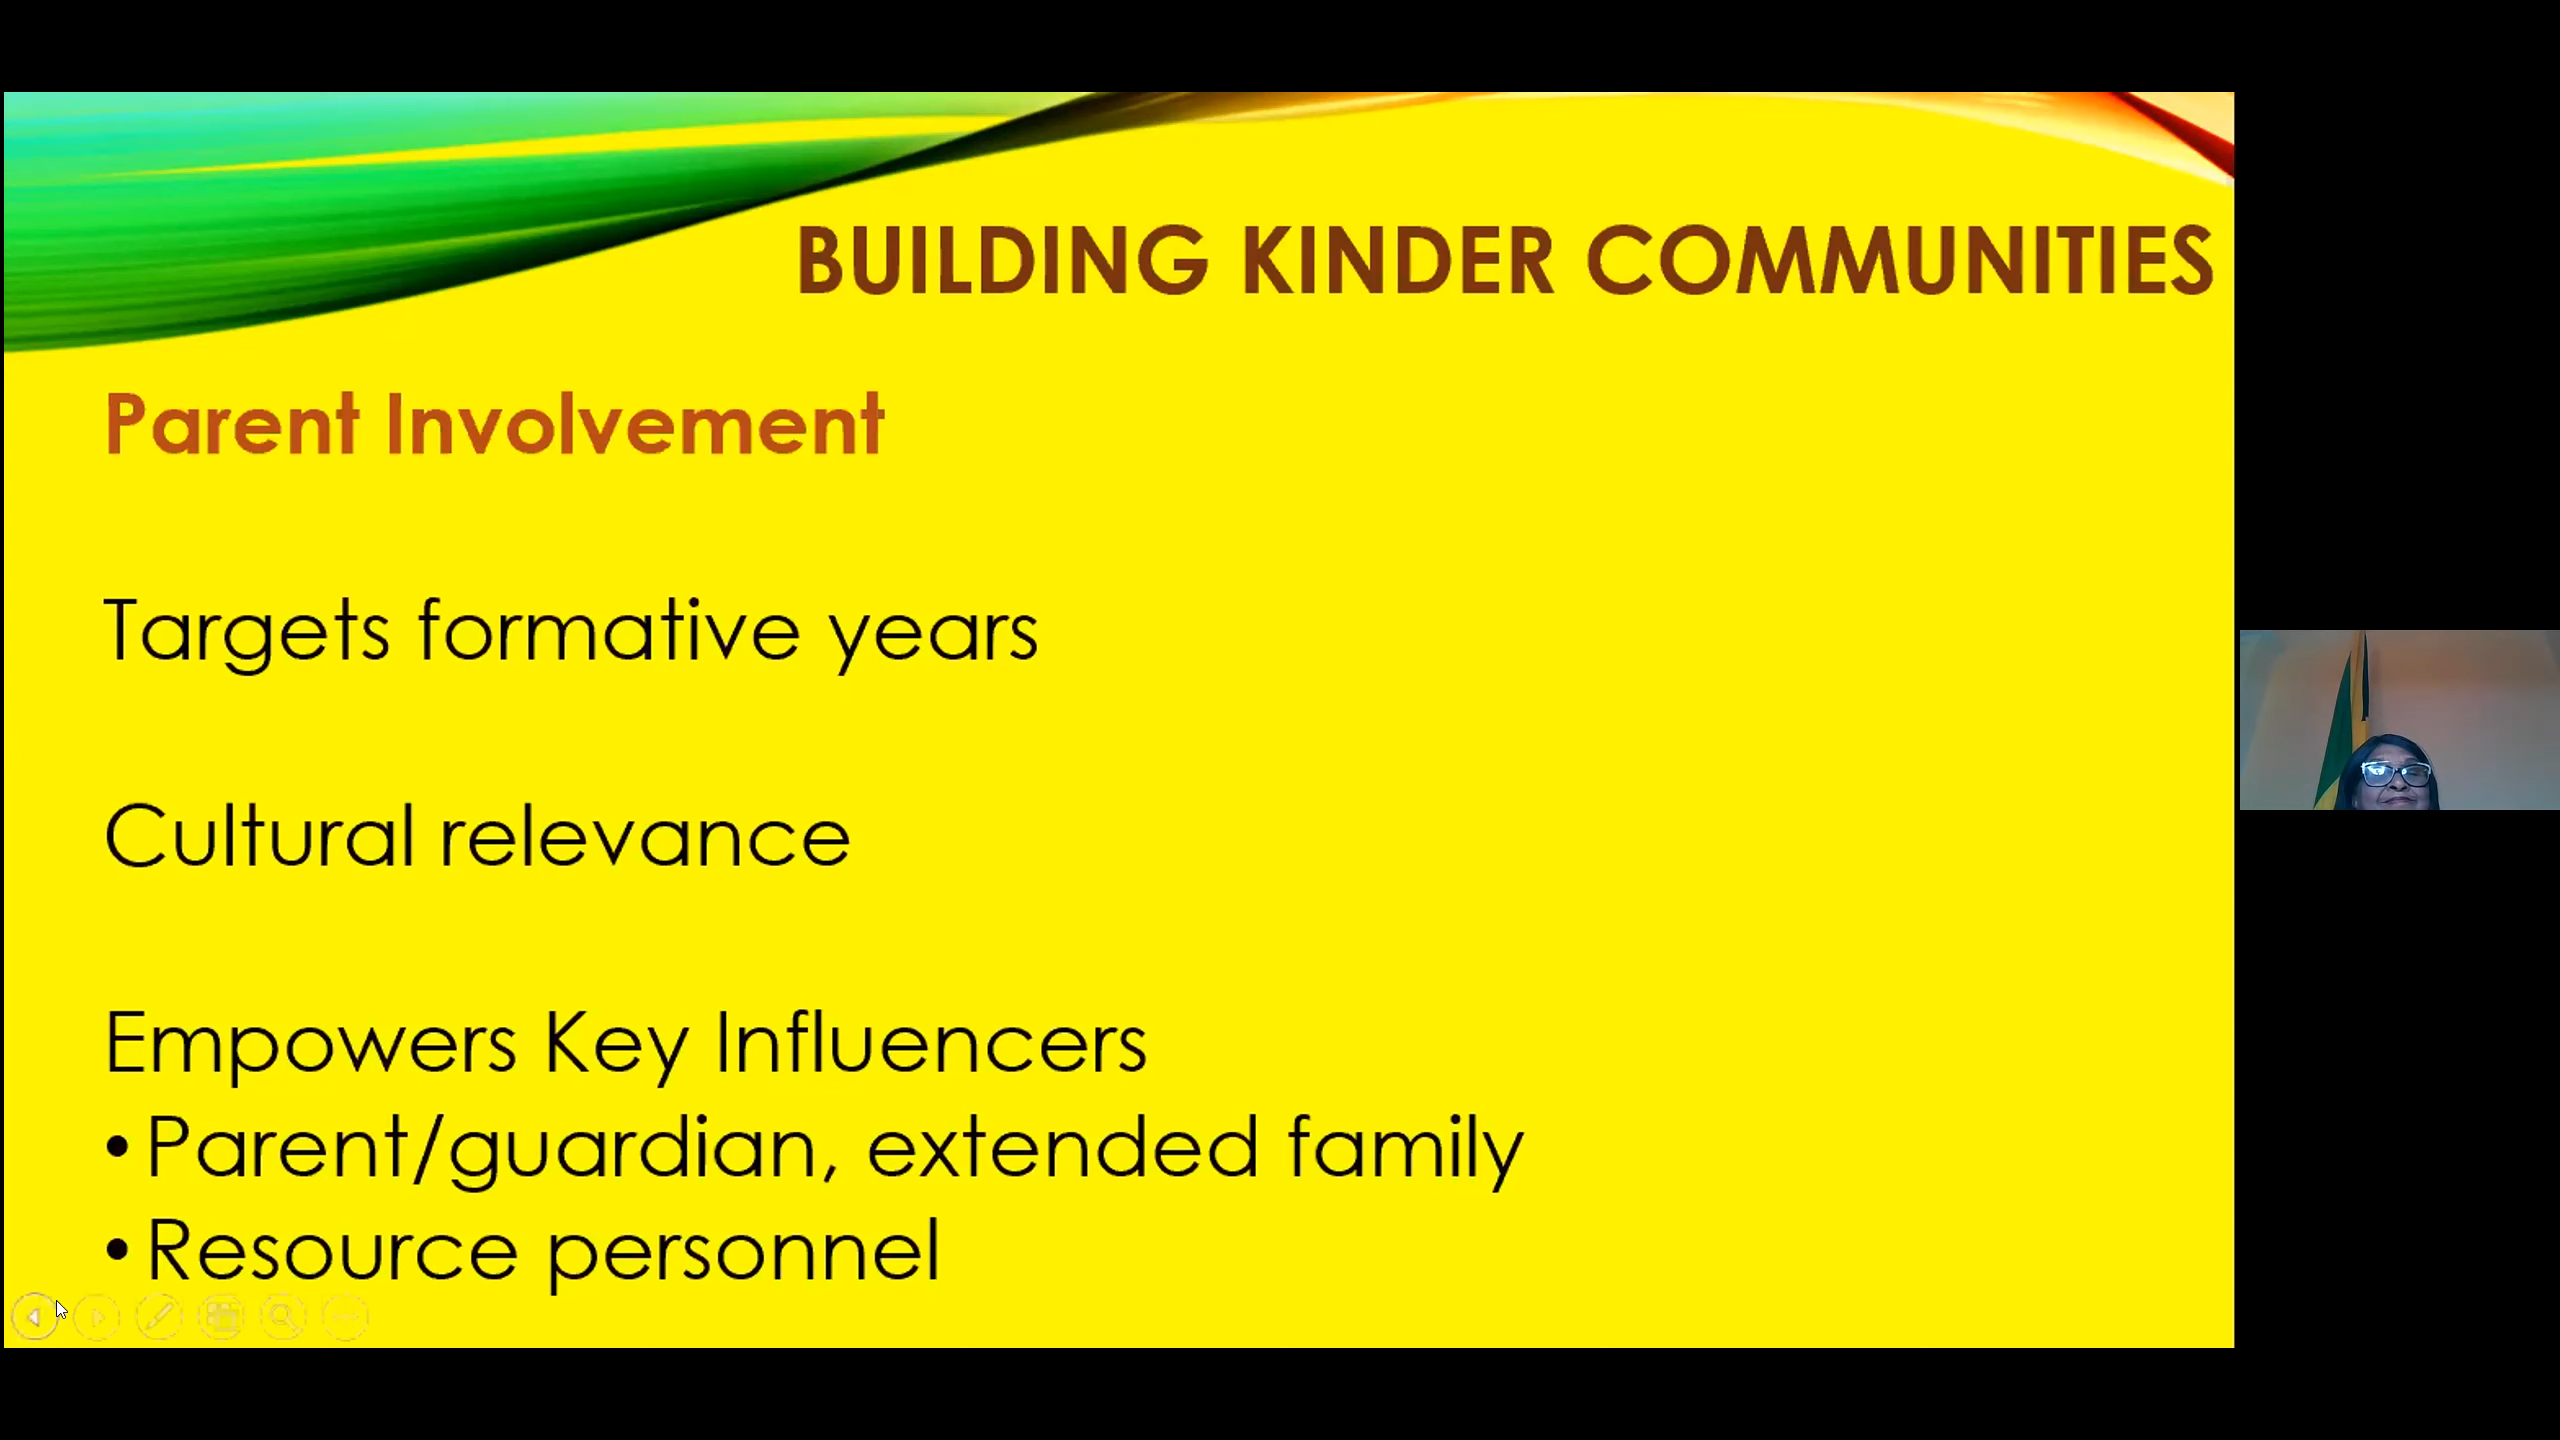 BUILDING KINDER COMMUNITIES
Parent Involvement
Targets formative years
Cultural relevance
Empowers Key Influencers
• Parent/guardian, extended family
• Resource personnel